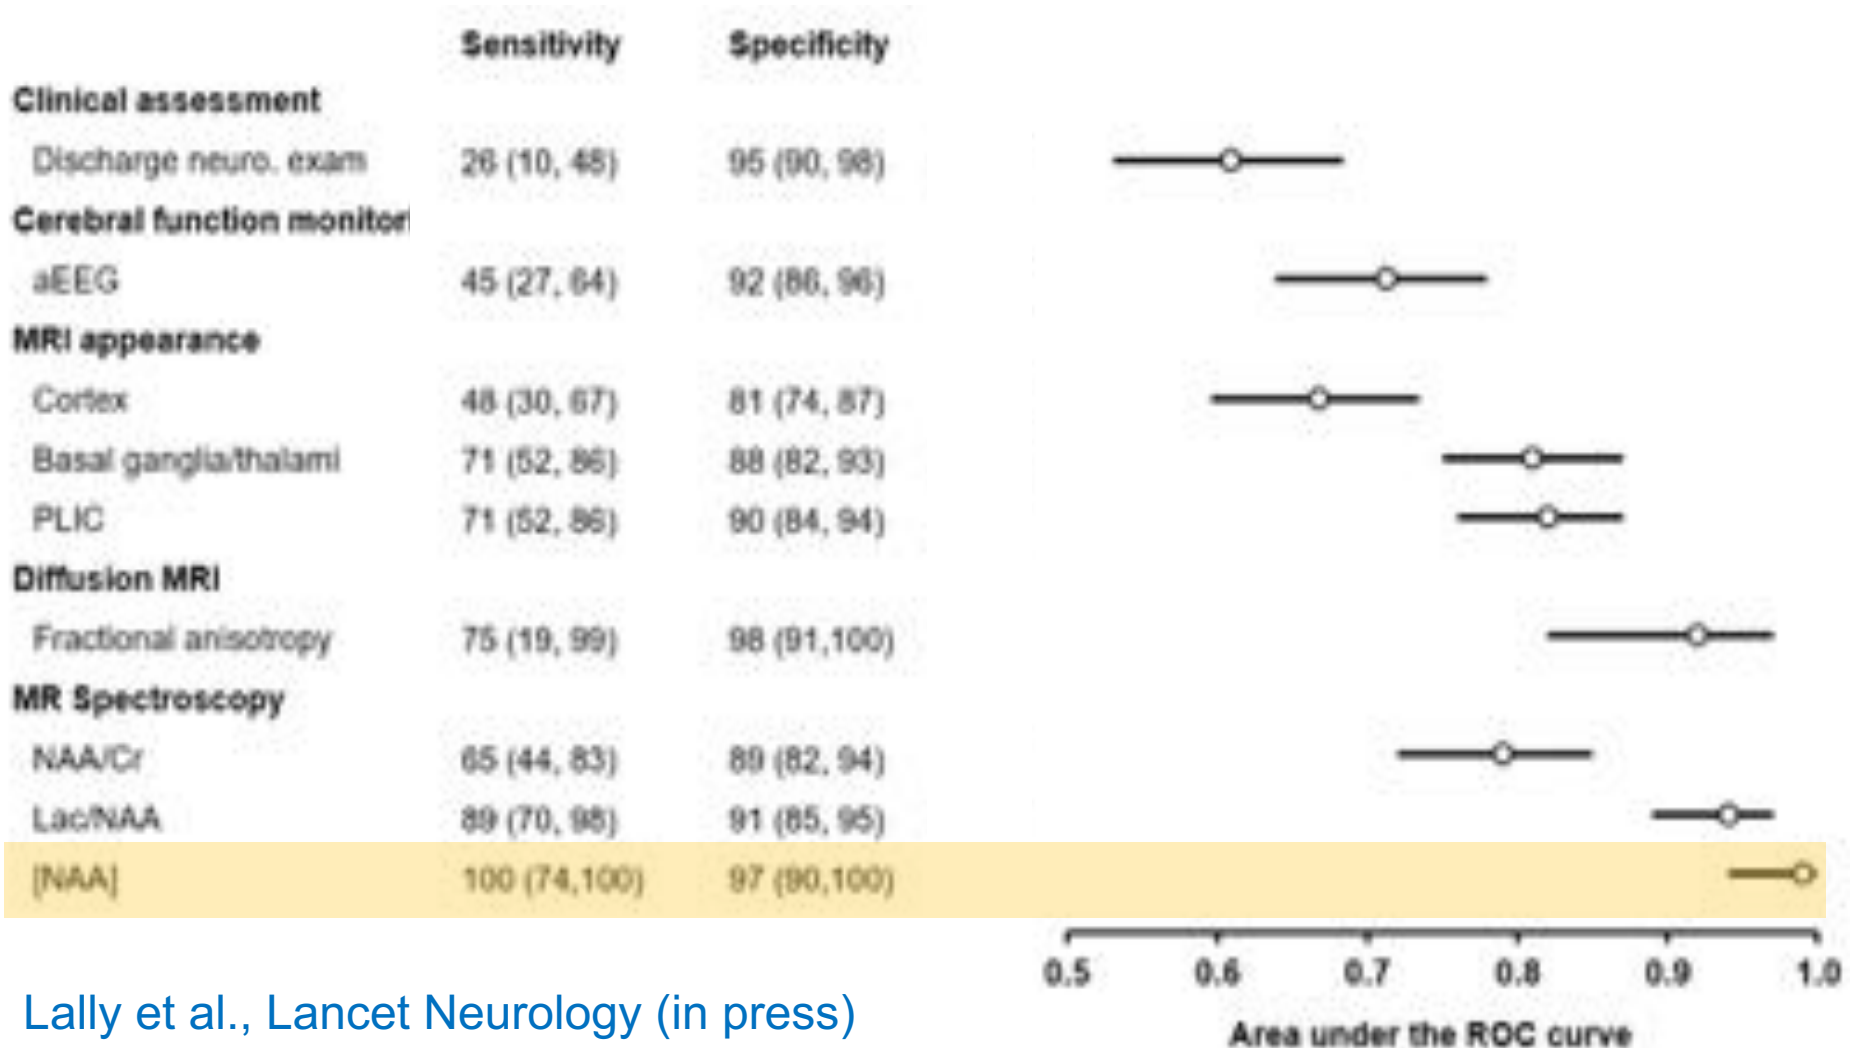 Sensitivity Specificity
Clinical assessment
Discharge neuro. exam 26 (10, 48) 95 (90, 98)
Cerebral function monitori
aEEG 45 (27, 64) 92 (86, 96)
MRI appearance
Cortex 48 (30, 67) 81 (74, 87)
Basal ganglia/thalami 71 (52, 86) 88 (82, 93)
PLIC 71 (52, 86) 90 (84, 94)
Diffusion MRI
Fractional anisotropy 75 (19, 99) 98 (91,100)
MR Spectroscopy
NAA/Cr 65 (44, 83) 89 (82, 94)
Lac/NAA 89 (70, 98) 91 (85, 95)
[NAA] 100 (74,100) 97 (90,100)
0.5 0.6 0.7 0.8 0.9 1.0
Area under the ROC curve
Lally et al., Lancet Neurology (in press)